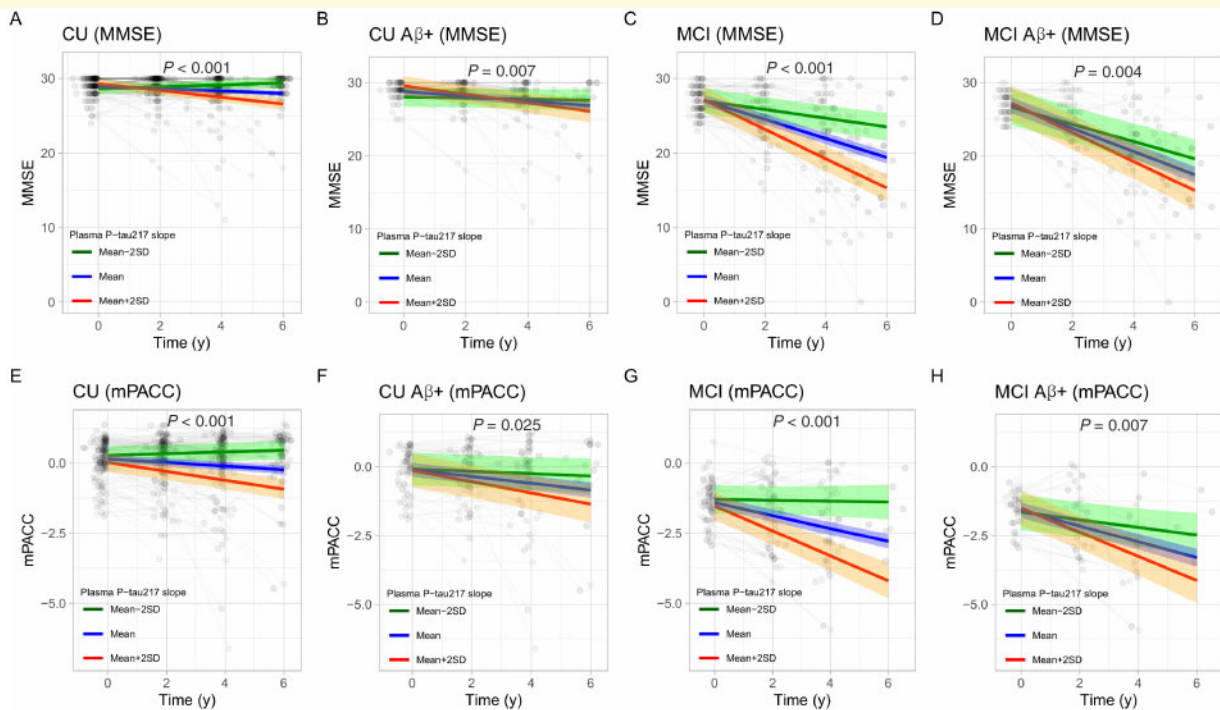 A
CU (MMSE)
P < 0.001
30
20
10
0
MMSE
Plasma P-tau217 slope
Mean-2SD
Mean
Mean+2SD
0 2 4 6
Time (y)
B
CU Aβ+ (MMSE)
P = 0.007
30
20
10
0
MMSE
Plasma P-tau217 slope
Mean-2SD
Mean
Mean+2SD
0 2 4 6
Time (y)
C
MCI (MMSE)
P < 0.001
30
20
10
0
MMSE
Plasma P-tau217 slope
Mean-2SD
Mean
Mean+2SD
0 2 4 6
Time (y)
D
MCI Aβ+ (MMSE)
P = 0.004
30
20
10
0
MMSE
Plasma P-tau217 slope
Mean-2SD
Mean
Mean+2SD
0 2 4 6
Time (y)
E
CU (mPACC)
P < 0.001
0.0
−2.5
−5.0
mPACC
Plasma P-tau217 slope
Mean-2SD
Mean
Mean+2SD
0 2 4 6
Time (y)
F
CU Aβ+ (mPACC)
P = 0.025
0.0
−2.5
−5.0
mPACC
Plasma P-tau217 slope
Mean-2SD
Mean
Mean+2SD
0 2 4 6
Time (y)
G
MCI (mPACC)
P < 0.001
0.0
−2.5
−5.0
mPACC
Plasma P-tau217 slope
Mean-2SD
Mean
Mean+2SD
0 2 4 6
Time (y)
H
MCI Aβ+ (mPACC)
P = 0.007
0.0
−2.5
−5.0
mPACC
Plasma P-tau217 slope
Mean-2SD
Mean
Mean+2SD
0 2 4 6
Time (y)